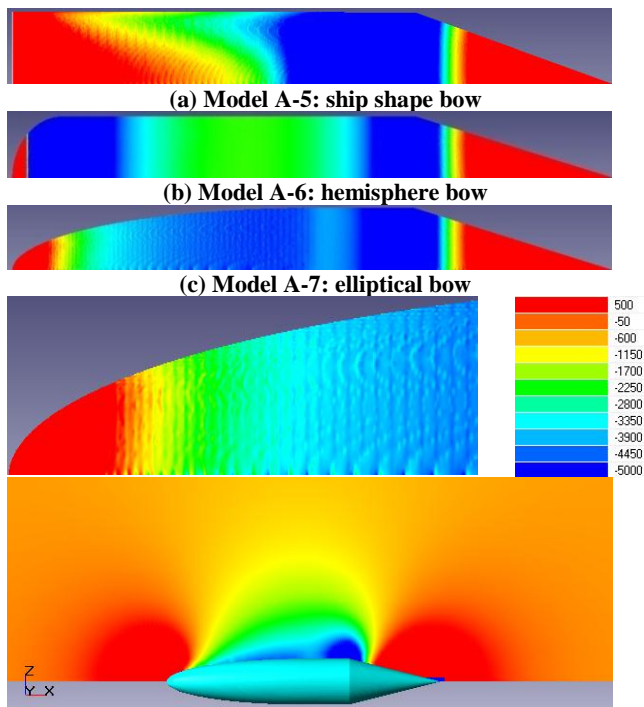 (a) Model A-5: ship shape bow
(b) Model A-6: hemisphere bow
(c) Model A-7: elliptical bow
500
-50
-600
-1150
-1700
-2250
-2800
-3350
-3900
-4450
-5000
Z
Y X